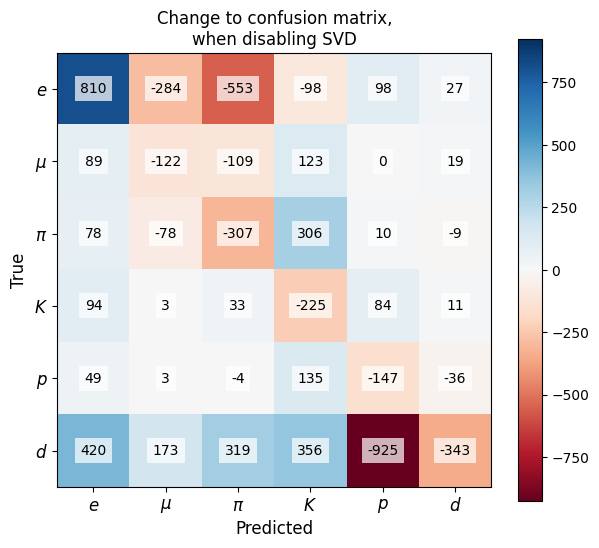 Change to confusion matrix,
when disabling SVD
e 810 -284 -553 -98 98 27
μ 89 -122 -109 123 0 19
π 78 -78 -307 306 10 -9
K 94 3 33 -225 84 11
p 49 3 -4 135 -147 -36
d 420 173 319 356 -925 -343
e μ π K p d
True
Predicted
750
500
250
0
−250
−500
−750